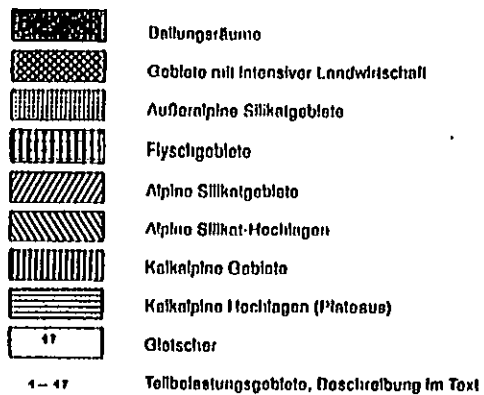 Ballungsräume
Gebiete mit intensiver Landwirtschaft
Außeralpine Silikatgebiete
Flyschgebiete
Alpine Silikatgebiete
Alpine Silikat-Hochlagen
Kalkalpine Gebiete
Kalkalpine Hochlagen (Plateaus)
17 Gletscher
1 – 17 Teilbelastungsgebiete, Beschreibung im Text